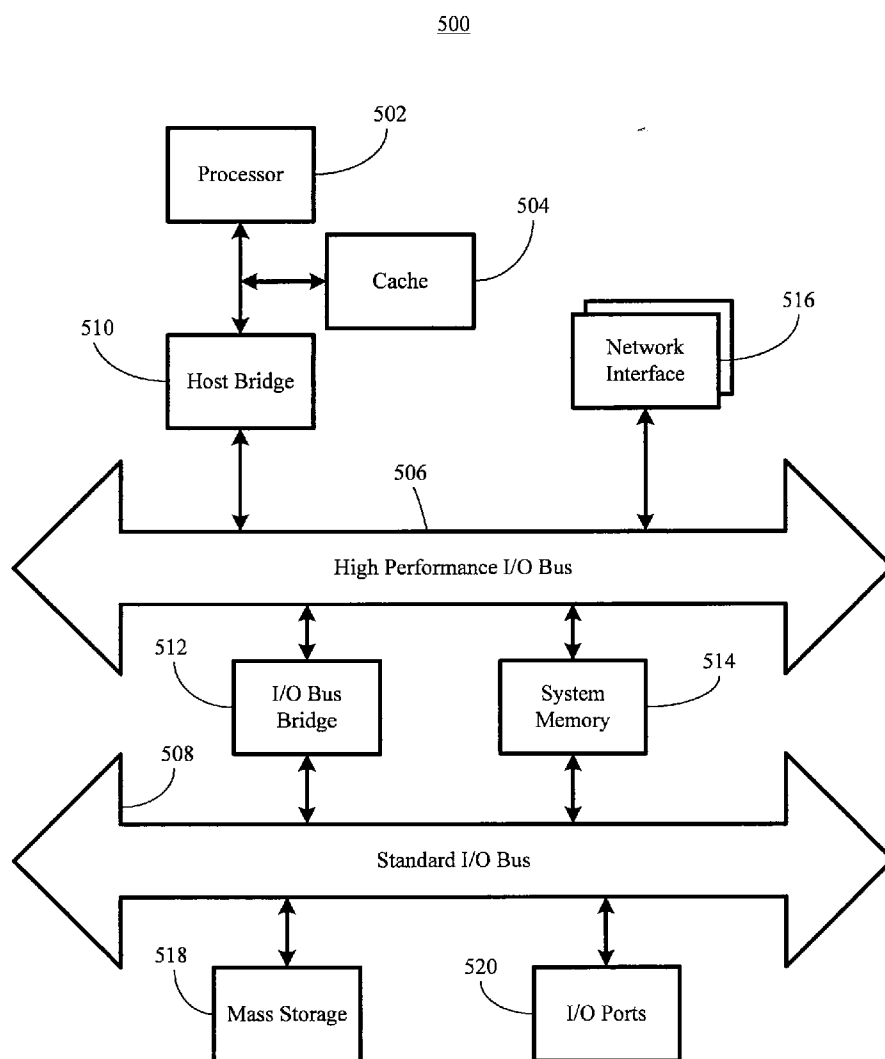 500
502
Processor
504
Cache
510
Host Bridge
516
Network
Interface
506
High Performance I/O Bus
512
I/O Bus
Bridge
514
System
Memory
508
Standard I/O Bus
518
Mass Storage
520
I/O Ports